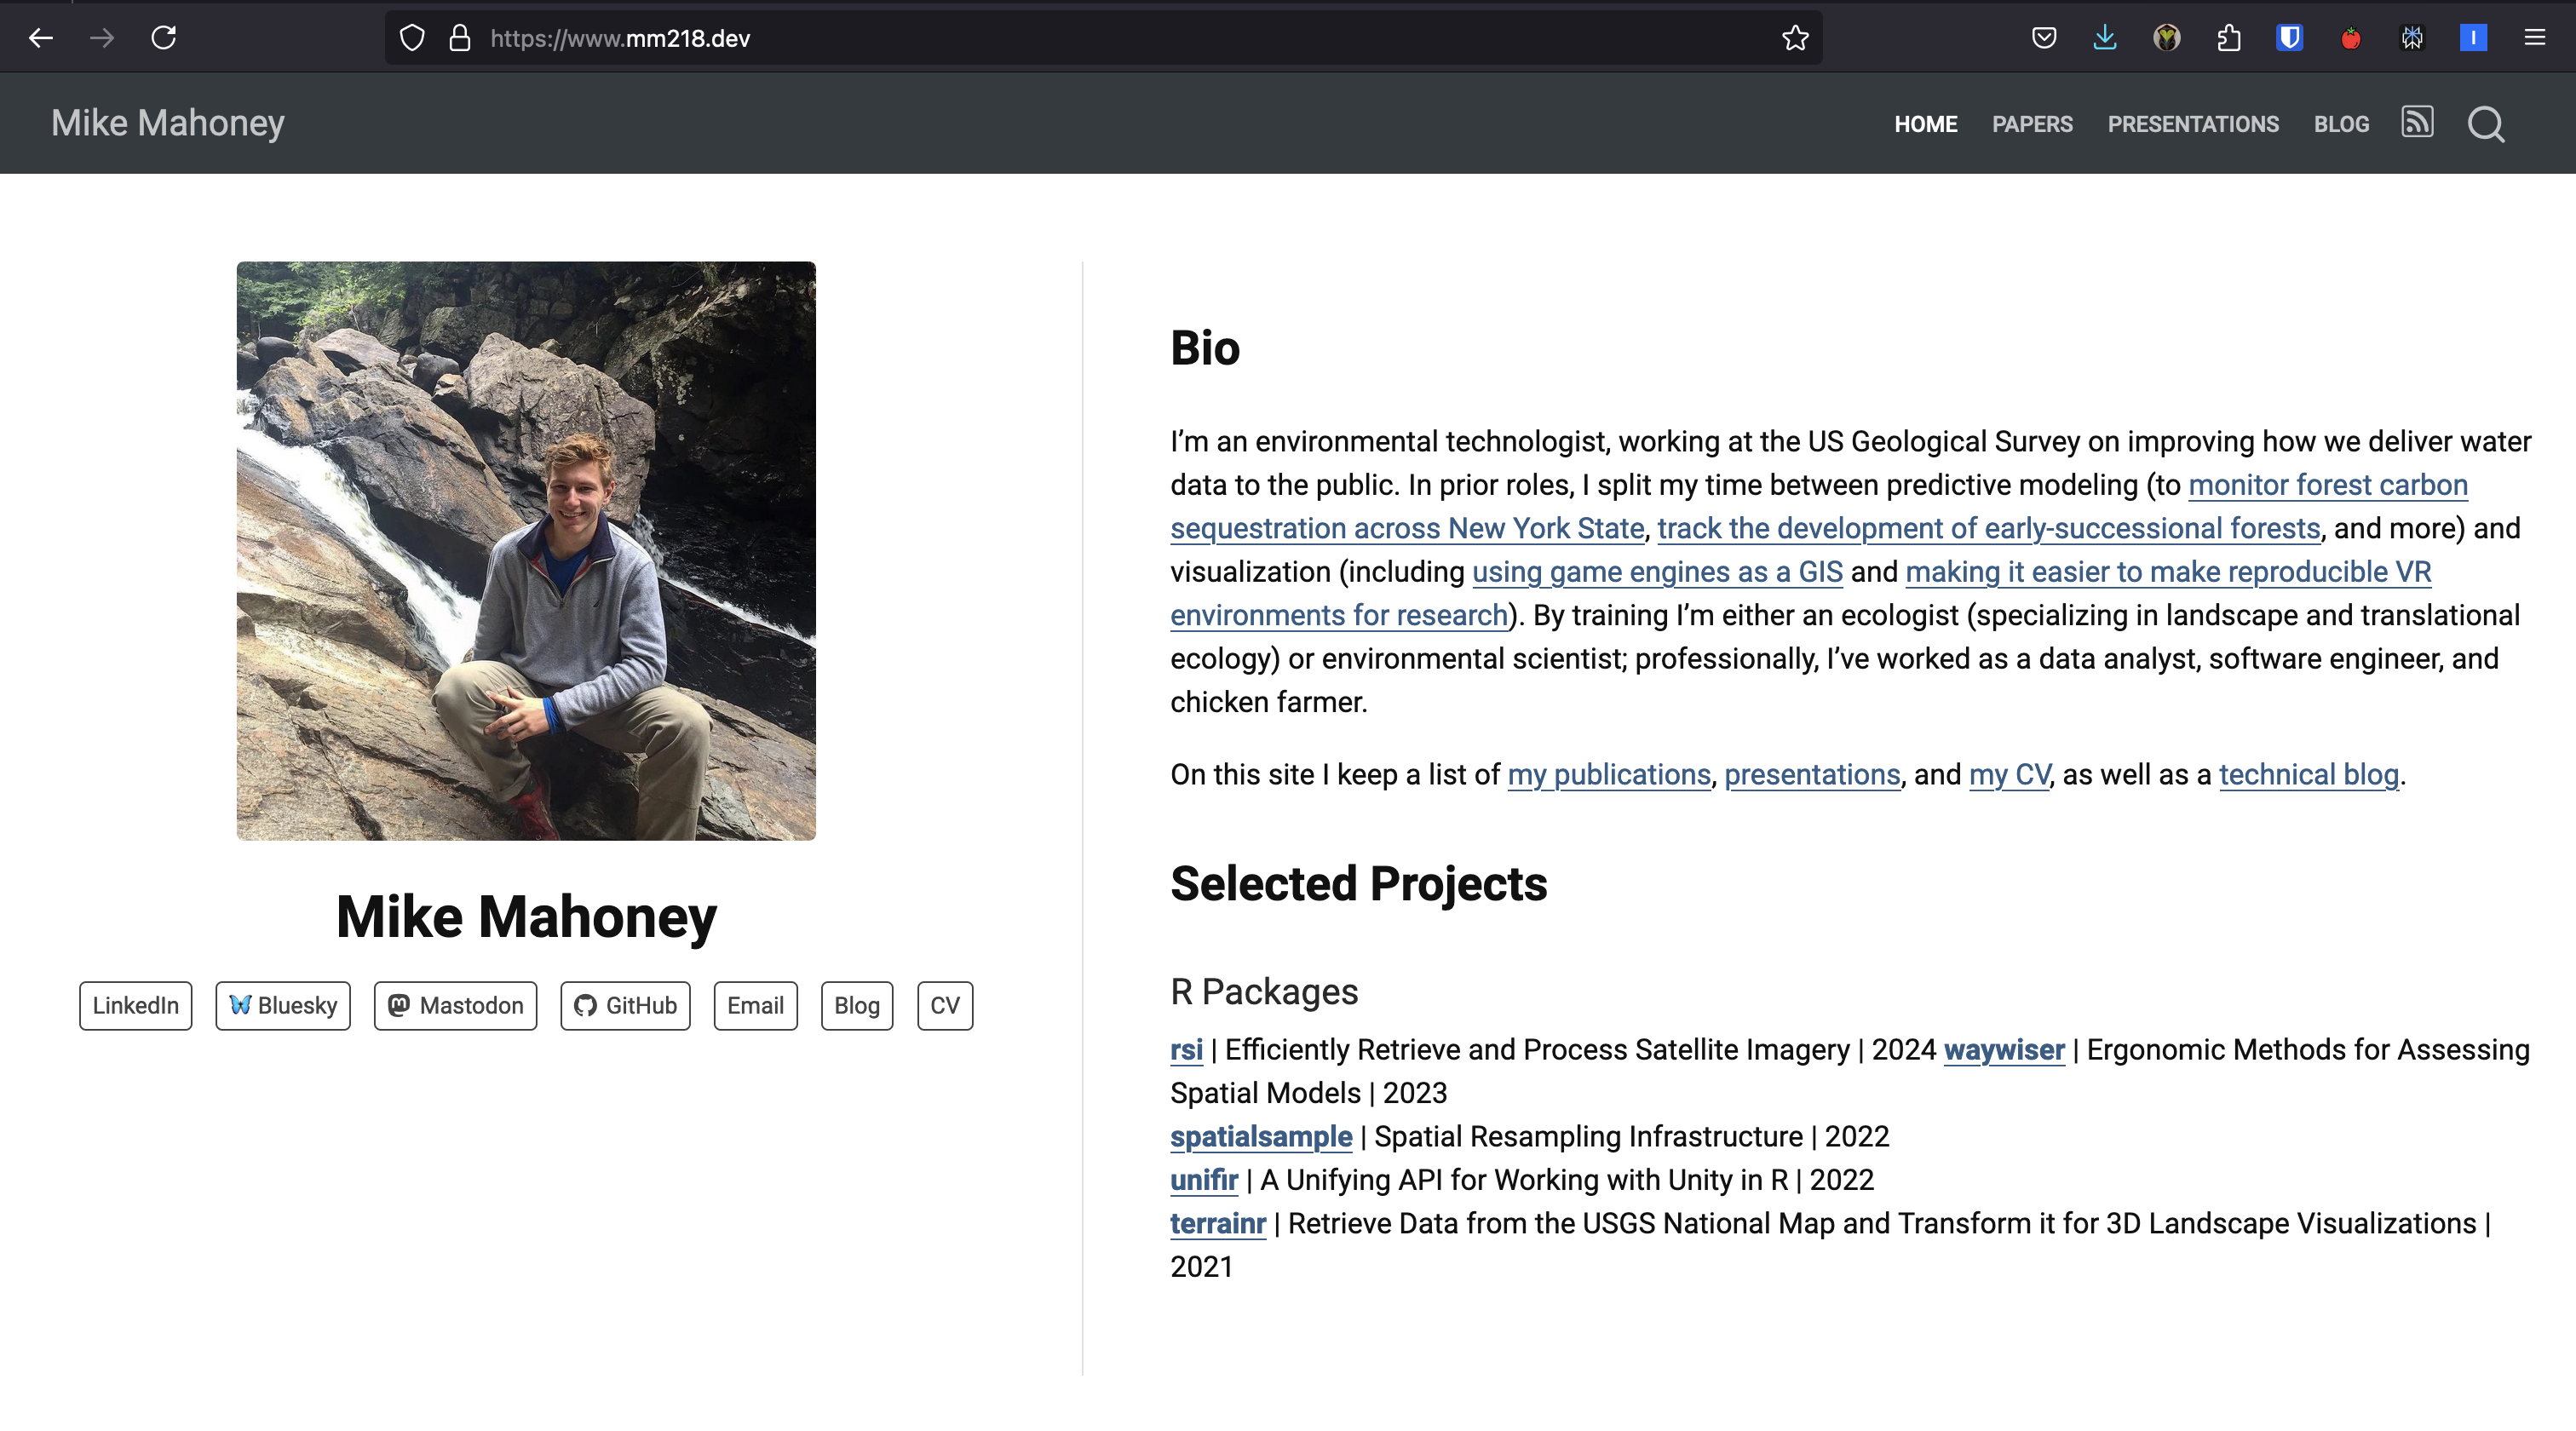 https://www.mm218.dev
Mike Mahoney
HOME PAPERS PRESENTATIONS BLOG
Mike Mahoney
LinkedIn Bluesky Mastodon GitHub Email Blog CV
Bio
I’m an environmental technologist, working at the US Geological Survey on improving how we deliver water
data to the public. In prior roles, I split my time between predictive modeling (to monitor forest carbon
sequestration across New York State, track the development of early-successional forests, and more) and
visualization (including using game engines as a GIS and making it easier to make reproducible VR
environments for research). By training I’m either an ecologist (specializing in landscape and translational
ecology) or environmental scientist; professionally, I’ve worked as a data analyst, software engineer, and
chicken farmer.
On this site I keep a list of my publications, presentations, and my CV, as well as a technical blog.
Selected Projects
R Packages
rsi | Efficiently Retrieve and Process Satellite Imagery | 2024 waywiser | Ergonomic Methods for Assessing
Spatial Models | 2023
spatialsample | Spatial Resampling Infrastructure | 2022
unifir | A Unifying API for Working with Unity in R | 2022
terrainr | Retrieve Data from the USGS National Map and Transform it for 3D Landscape Visualizations |
2021